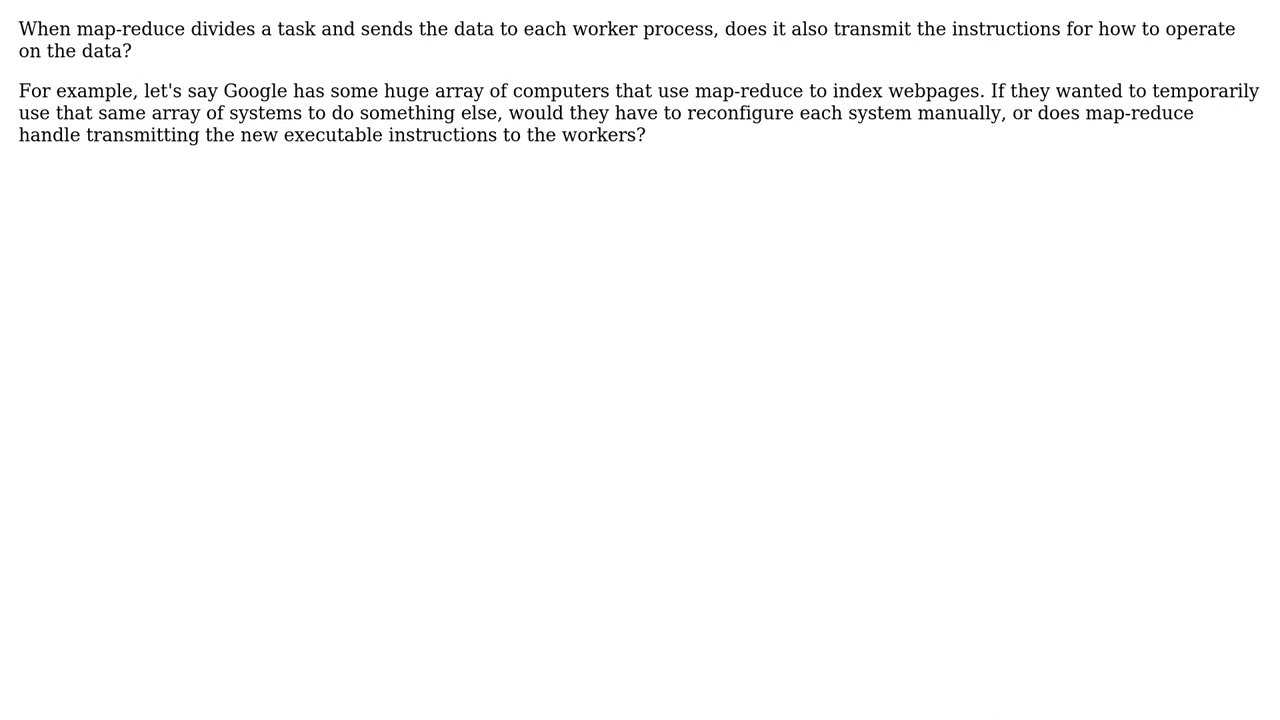 When map-reduce divides a task and sends the data to each worker process, does it also transmit the instructions for how to operate
on the data?
For example, let's say Google has some huge array of computers that use map-reduce to index webpages. If they wanted to temporarily
use that same array of systems to do something else, would they have to reconfigure each system manually, or does map-reduce
handle transmitting the new executable instructions to the workers?